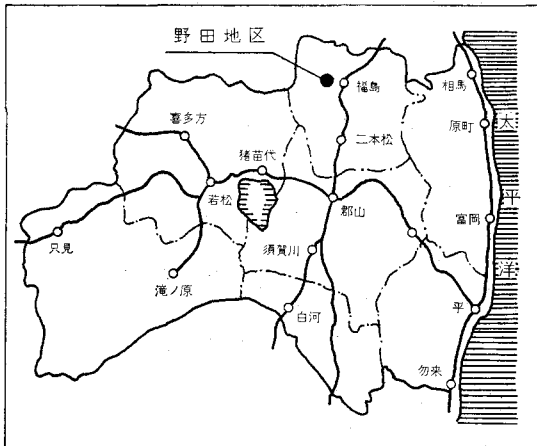 野田地区
福島
相馬
原町
喜多方
二本松
猪苗代
若松
郡山
富岡
只見
須賀川
滝ノ原
白河
平
勿来
太平洋